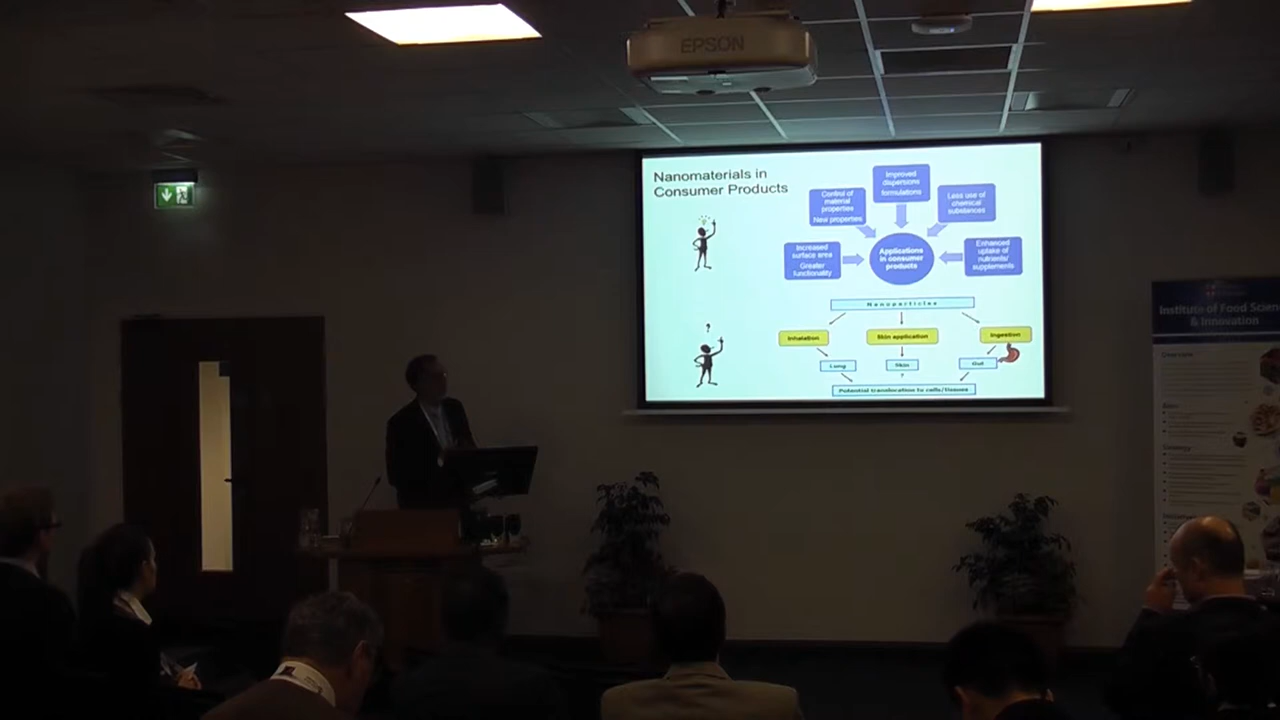 EPSON
Nanomaterials in
Consumer Products
Improved
dispersions
formulations
Control of
material
properties
New properties
Less use of
chemical
substances
Increased
surface area
Greater
functionality
Applications
in consumer
products
Enhanced
uptake of
nutrients/
supplements
Nanoparticles
Inhalation
Skin application
Ingestion
?
Lung
Skin
Gut
?
Potential translocation to cells/tissues
Institute of Food Scien
& Innovation